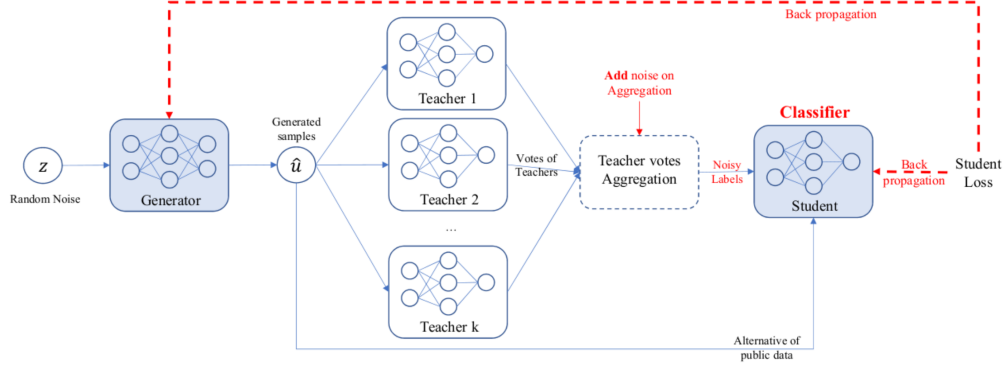 Back propagation
Add noise on
Aggregation
Teacher 1
Classifier
Generated
samples
z
û
Votes of
Teachers
Teacher votes
Aggregation
Noisy
Labels
Back
propagation
Student
Loss
Random Noise
Generator
Teacher 2
Student
...
Teacher k
Alternative of
public data